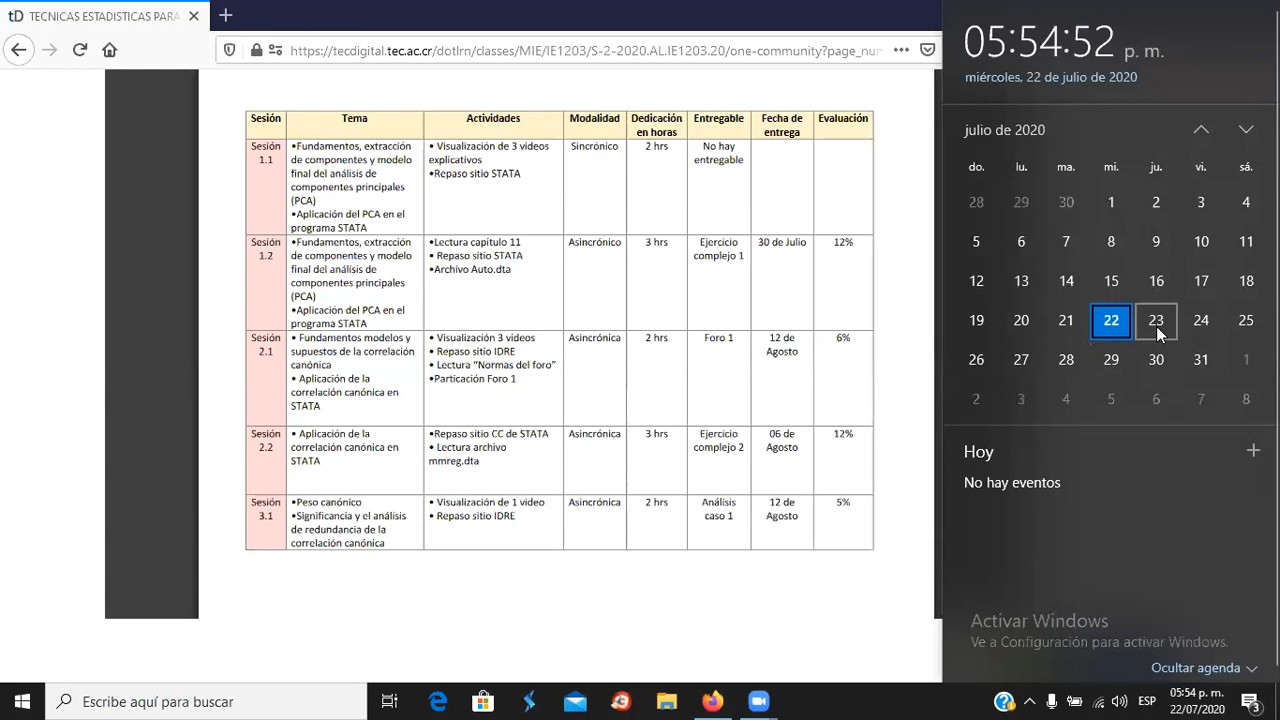 TECNICAS ESTADISTICAS PARA
https://tecdigital.tec.ac.cr/dotlrn/classes/MIE/IE1203/S-2-2020.AL.IE1203.20/one-community?page_num
Sesión Tema Actividades Modalidad Dedicación en horas Entregable Fecha de entrega Evaluación
Sesión 1.1
•Fundamentos, extracción
de componentes y modelo
final del análisis de
componentes principales
(PCA)
•Aplicación del PCA en el
programa STATA
• Visualización de 3 videos
explicativos
•Repaso sitio STATA
Sincrónico
2 hrs
No hay
entregable
Sesión 1.2
•Fundamentos, extracción
de componentes y modelo
final del análisis de
componentes principales
(PCA)
•Aplicación del PCA en el
programa STATA
•Lectura capítulo 11
• Repaso sitio STATA
•Archivo Auto.dta
Asincrónico
3 hrs
Ejercicio
complejo 1
30 de Julio
12%
Sesión 2.1
• Fundamentos modelos y
supuestos de la correlación
canónica
• Aplicación de la
correlación canónica en
STATA
• Visualización 3 videos
• Repaso sitio IDRE
• Lectura “Normas del foro”
•Particación Foro 1
Asincrónica
2 hrs
Foro 1
12 de
Agosto
6%
Sesión 2.2
• Aplicación de la
correlación canónica en
STATA
•Repaso sitio CC de STATA
• Lectura archivo
mmreg.dta
Asincrónica
3 hrs
Ejercicio
complejo 2
06 de
Agosto
12%
Sesión 3.1
•Peso canónico
•Significancia y el análisis
de redundancia de la
correlación canónica
• Visualización de 1 video
• Repaso sitio IDRE
Asincrónica
2 hrs
Análisis
caso 1
12 de
Agosto
5%
05:54:52 p. m.
miércoles, 22 de julio de 2020
julio de 2020
do. lu. ma. mi. ju. vi. sá.
28 29 30 1 2 3 4
5 6 7 8 9 10 11
12 13 14 15 16 17 18
19 20 21 22 23 24 25
26 27 28 29 30 31 1
2 3 4 5 6 7 8
Hoy
No hay eventos
Activar Windows
Ve a Configuración para activar Windows.
Ocultar agenda
Escribe aquí para buscar
ESP
05:54 p. m.
22/07/2020
3